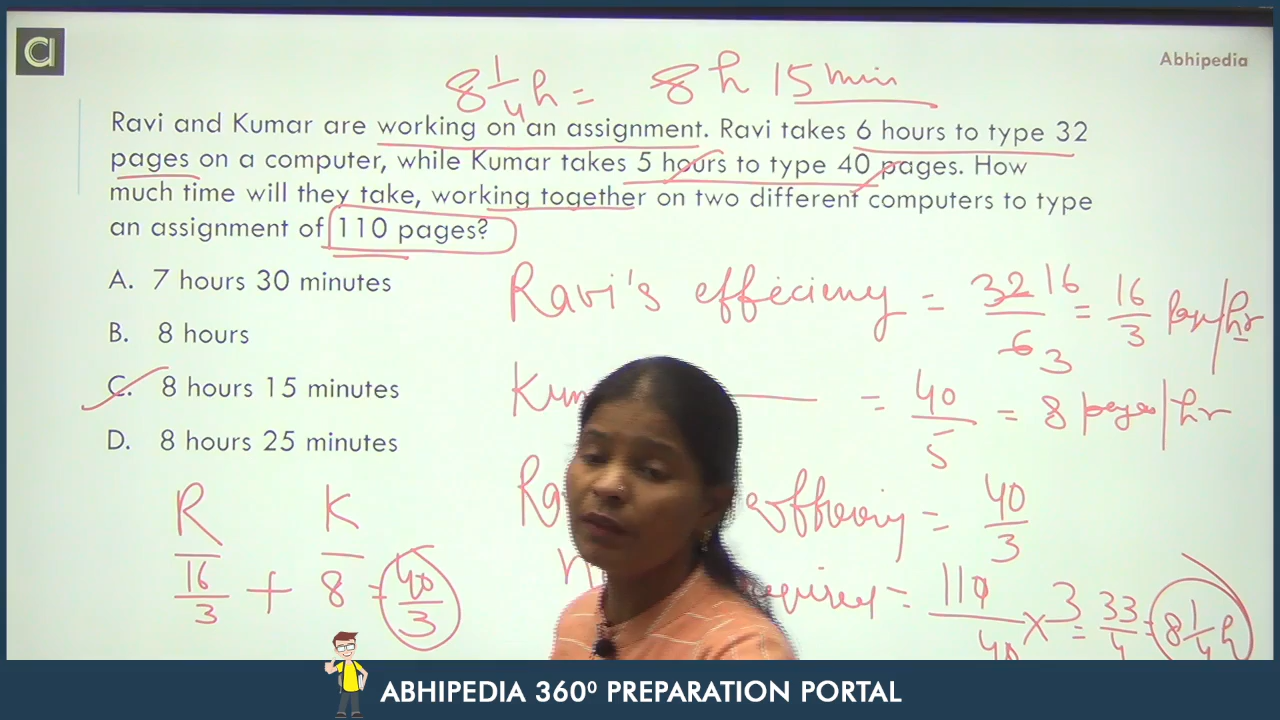 Abhipedia
8 1/4 h = 8 h 15 min
Ravi and Kumar are working on an assignment. Ravi takes 6 hours to type 32
pages on a computer, while Kumar takes 5 hours to type 40 pages. How
much time will they take, working together on two different computers to type
an assignment of 110 pages?
A. 7 hours 30 minutes
B. 8 hours
C. 8 hours 15 minutes
D. 8 hours 25 minutes
Ravi's efficiency = 32/6 16/3 = 16/3 /hr
= 40/5 = 8 pages/hr
= 40/3
= 110/40 × 3 = 33/4 = 8 1/4 h
R K
16/3 + 8 = 40/3
ABHIPEDIA 360⁰ PREPARATION PORTAL